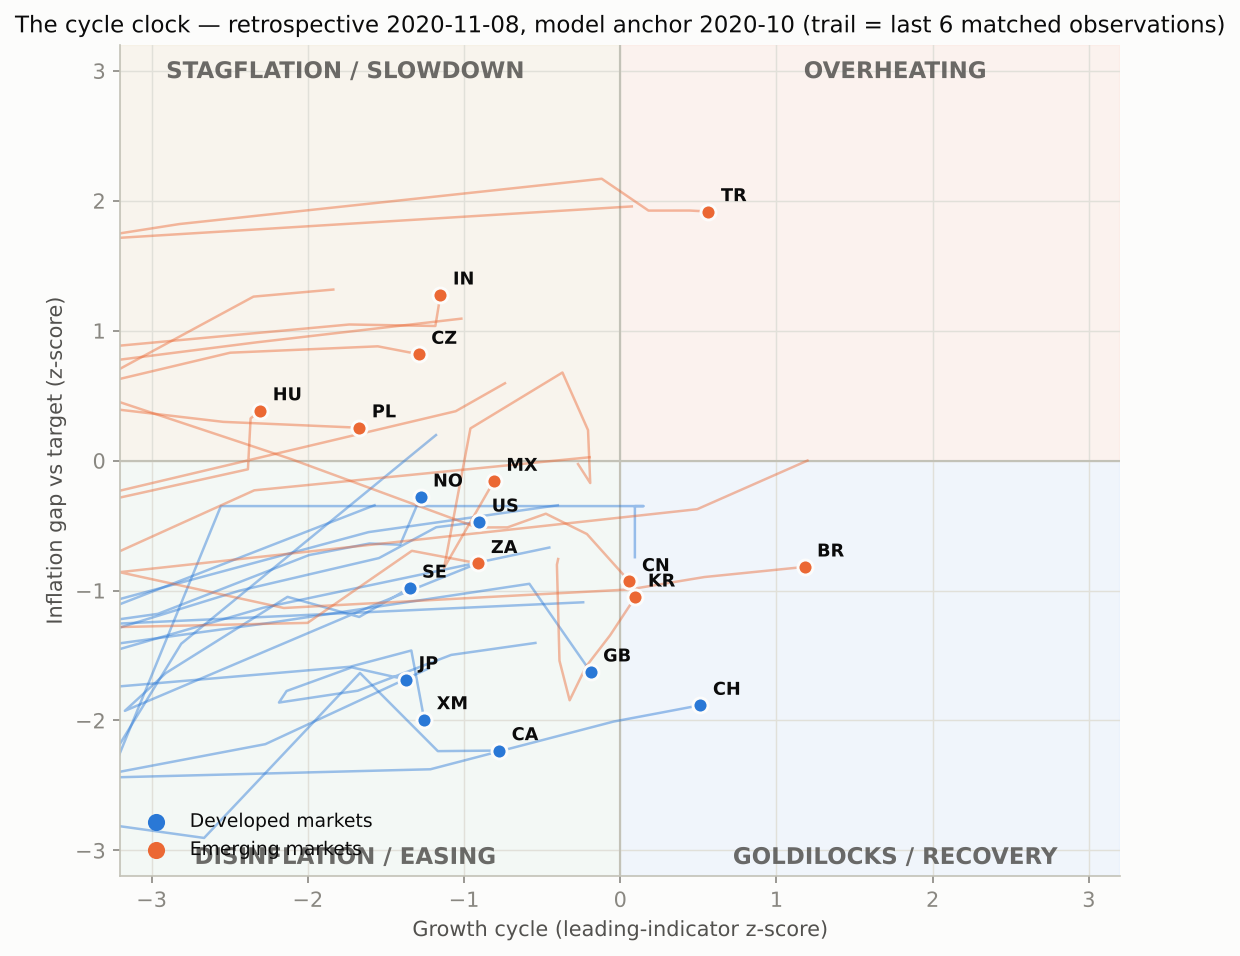 The cycle clock — retrospective 2020-11-08, model anchor 2020-10 (trail = last 6 matched observations)
STAGFLATION / SLOWDOWN
OVERHEATING
TR
IN
CZ
HU
PL
MX
NO
US
ZA
CN
BR
SE
KR
GB
JP
CH
XM
CA
Developed markets
Emerging markets
DISINFLATION / EASING
GOLDILOCKS / RECOVERY
3
2
1
0
−1
−2
−3
−3
−2
−1
0
1
2
3
Growth cycle (leading-indicator z-score)
Inflation gap vs target (z-score)